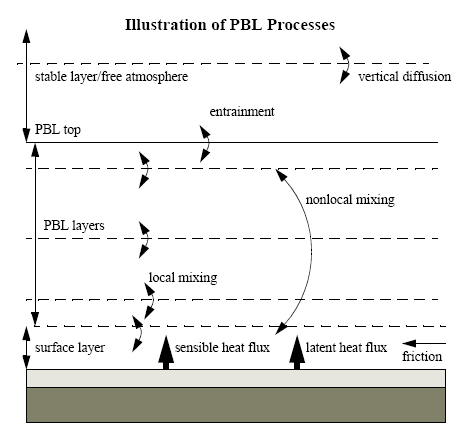 Illustration of PBL Processes
stable layer/free atmosphere
vertical diffusion
entrainment
PBL top
nonlocal mixing
PBL layers
local mixing
surface layer
sensible heat flux
latent heat flux
friction